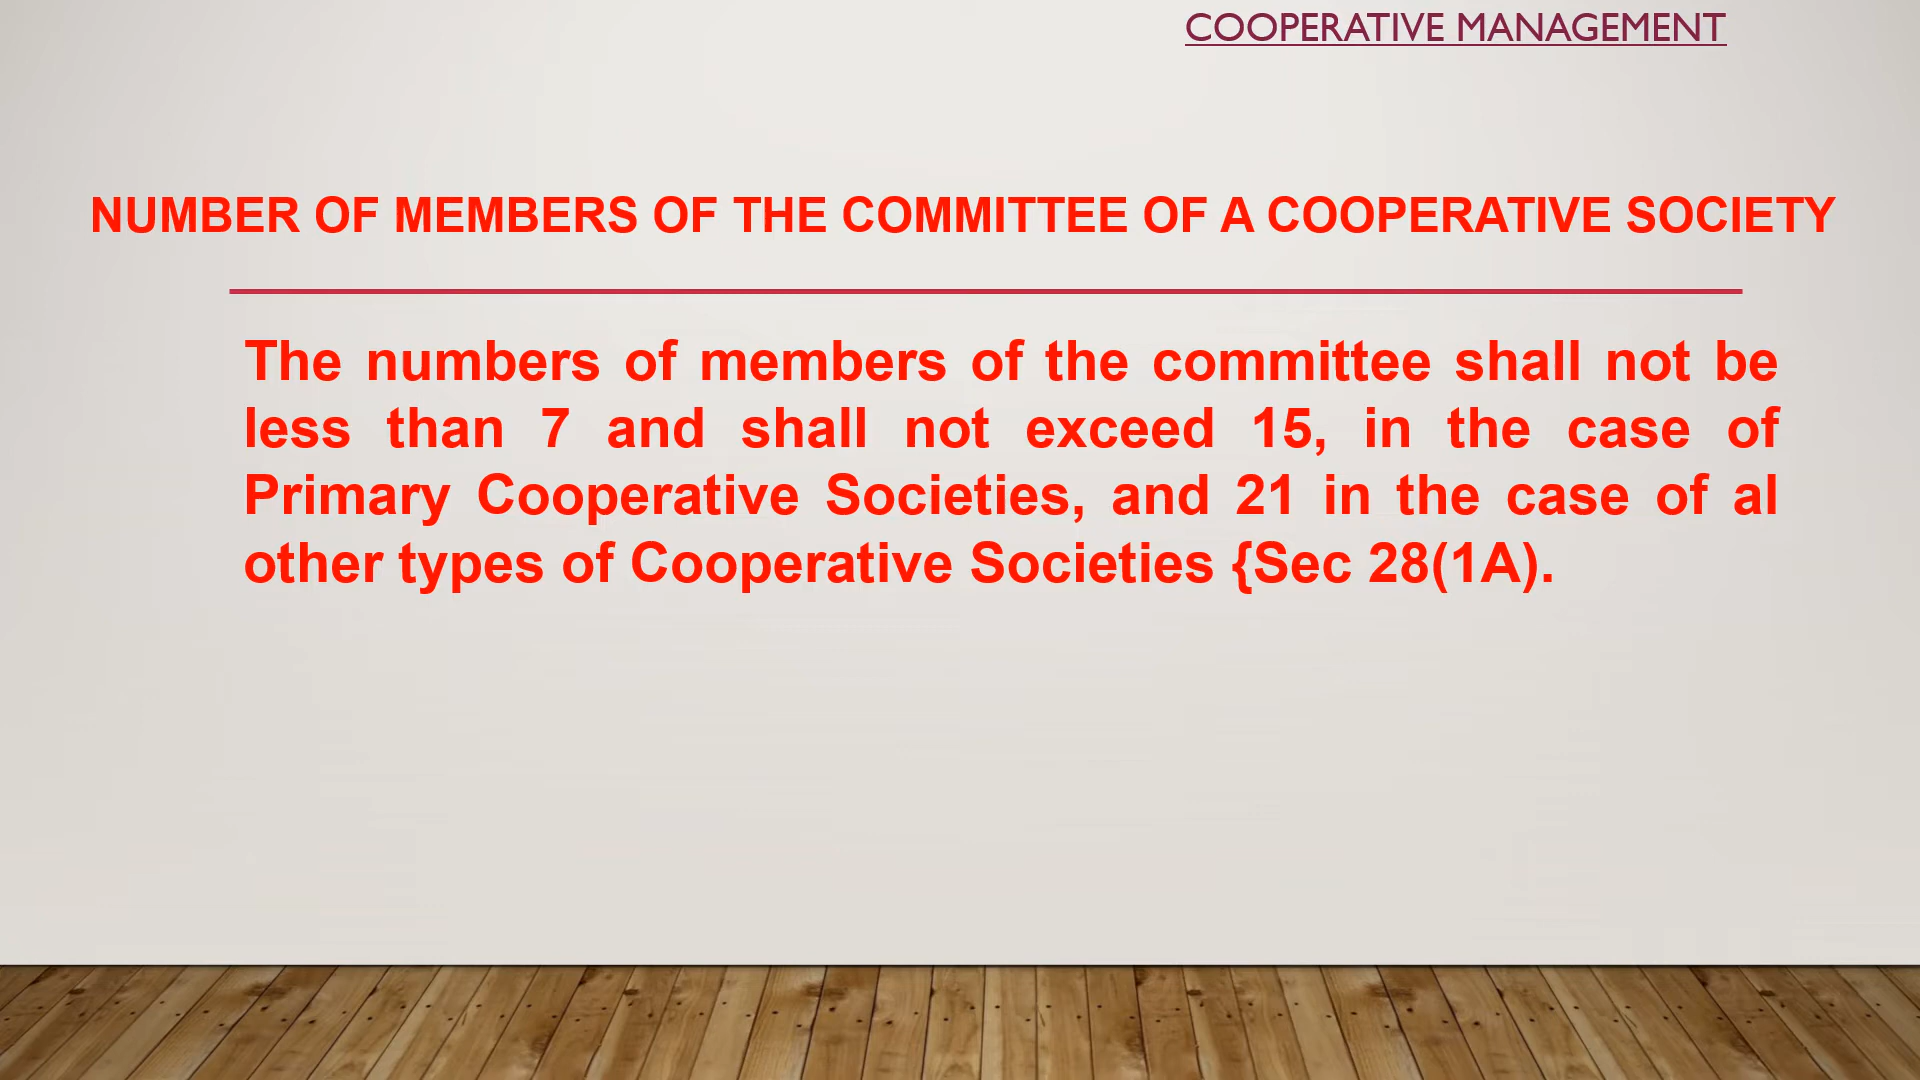 COOPERATIVE MANAGEMENT
NUMBER OF MEMBERS OF THE COMMITTEE OF A COOPERATIVE SOCIETY
The numbers of members of the committee shall not be
less than 7 and shall not exceed 15, in the case of
Primary Cooperative Societies, and 21 in the case of al
other types of Cooperative Societies {Sec 28(1A).